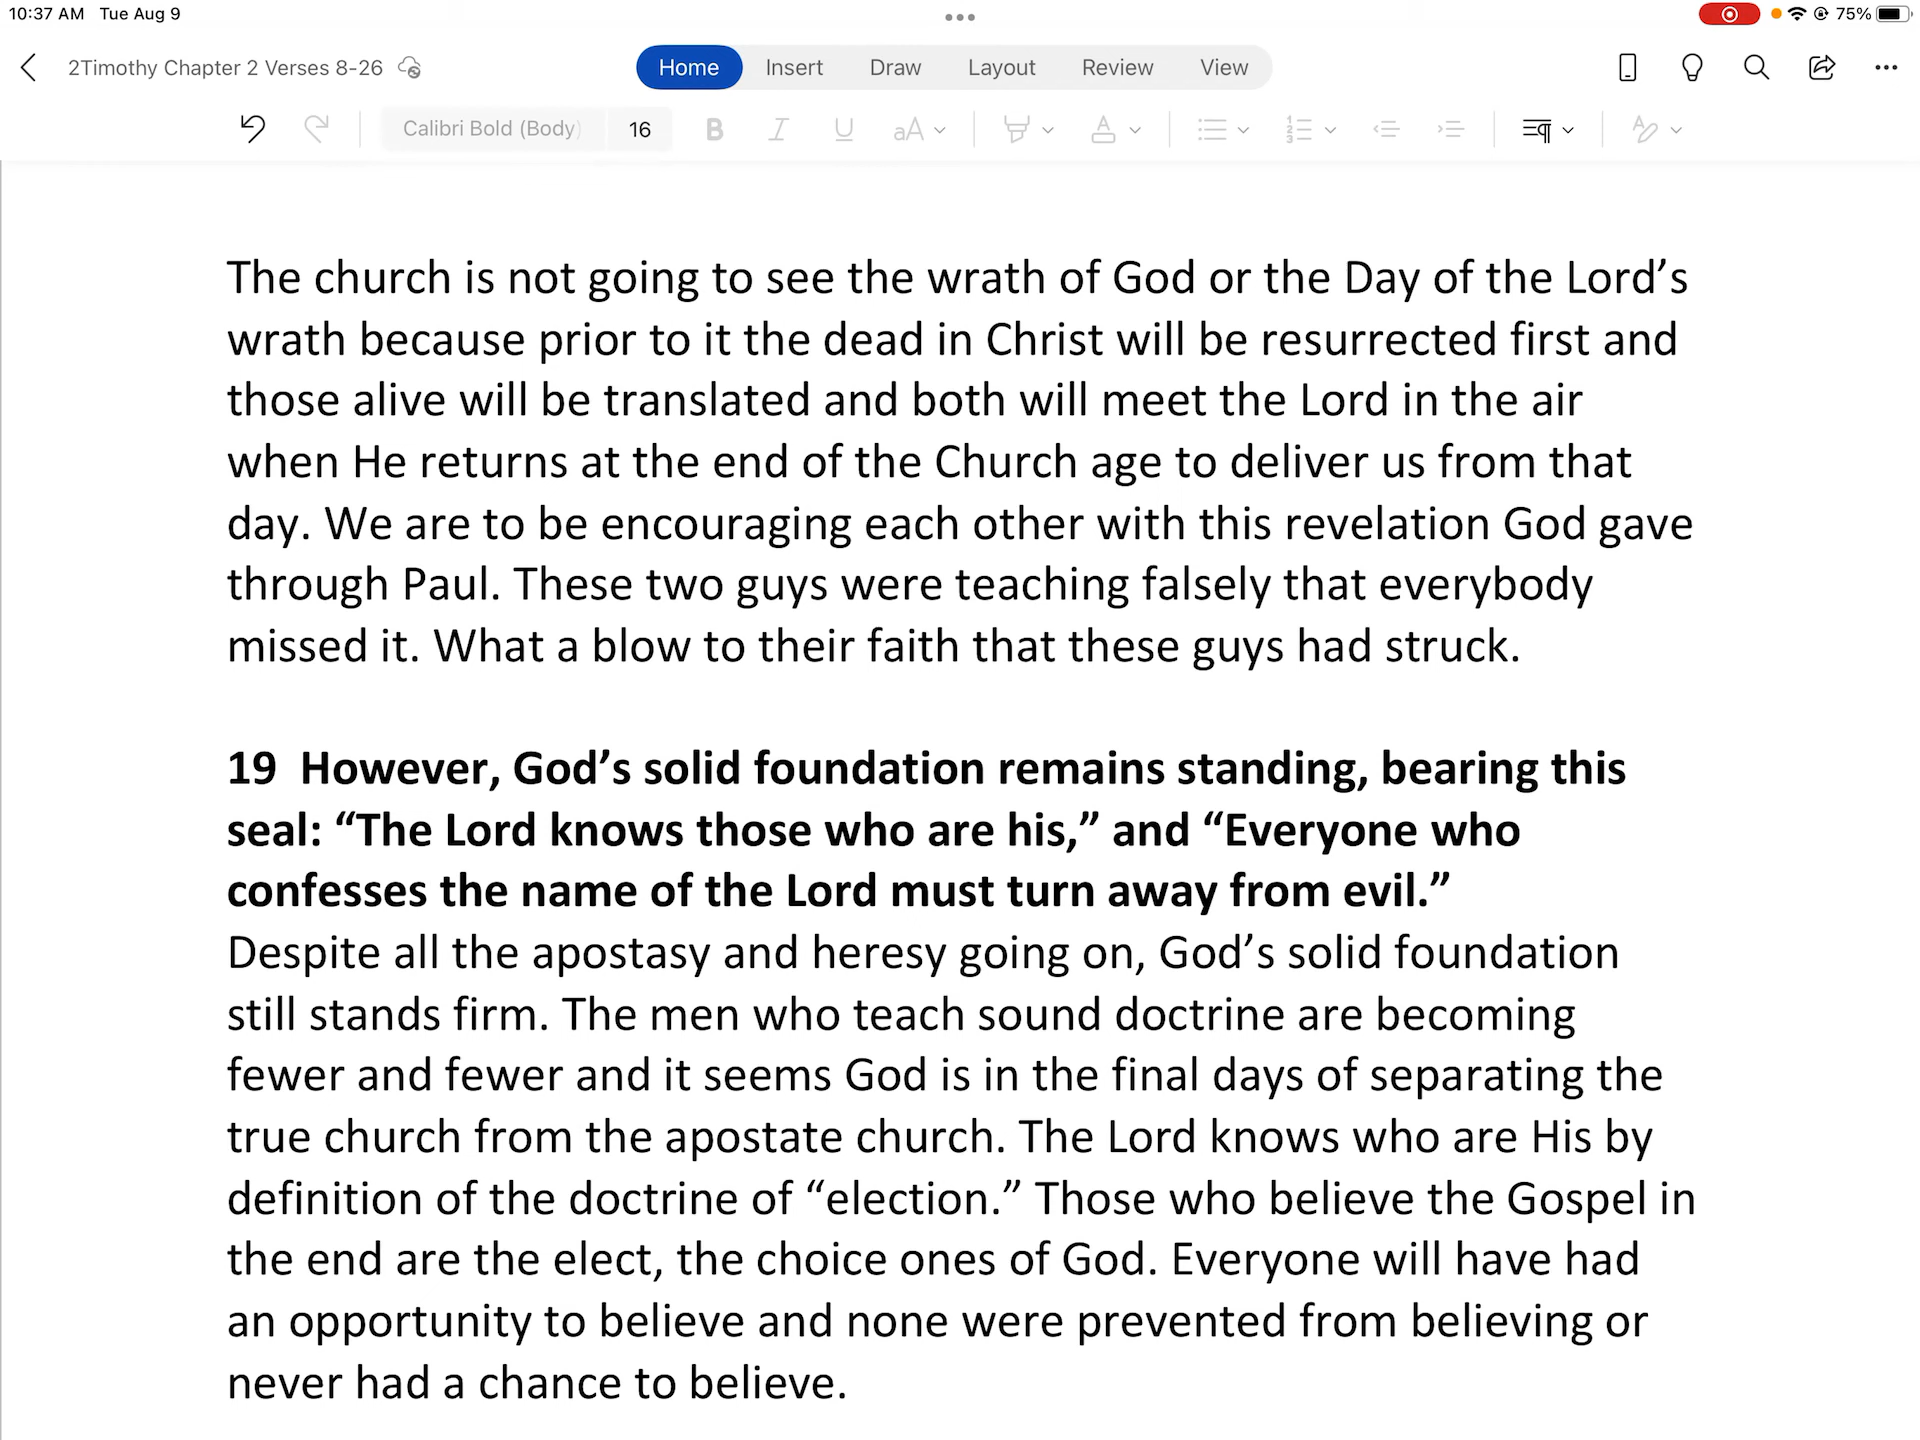 10:37 AM Tue Aug 9
75%
2Timothy Chapter 2 Verses 8-26
Home Insert Draw Layout Review View
Calibri Bold (Body) 16 B I U aA A
The church is not going to see the wrath of God or the Day of the Lord’s
wrath because prior to it the dead in Christ will be resurrected first and
those alive will be translated and both will meet the Lord in the air
when He returns at the end of the Church age to deliver us from that
day. We are to be encouraging each other with this revelation God gave
through Paul. These two guys were teaching falsely that everybody
missed it. What a blow to their faith that these guys had struck.
19 However, God’s solid foundation remains standing, bearing this
seal: “The Lord knows those who are his,” and “Everyone who
confesses the name of the Lord must turn away from evil.”
Despite all the apostasy and heresy going on, God’s solid foundation
still stands firm. The men who teach sound doctrine are becoming
fewer and fewer and it seems God is in the final days of separating the
true church from the apostate church. The Lord knows who are His by
definition of the doctrine of “election.” Those who believe the Gospel in
the end are the elect, the choice ones of God. Everyone will have had
an opportunity to believe and none were prevented from believing or
never had a chance to believe.